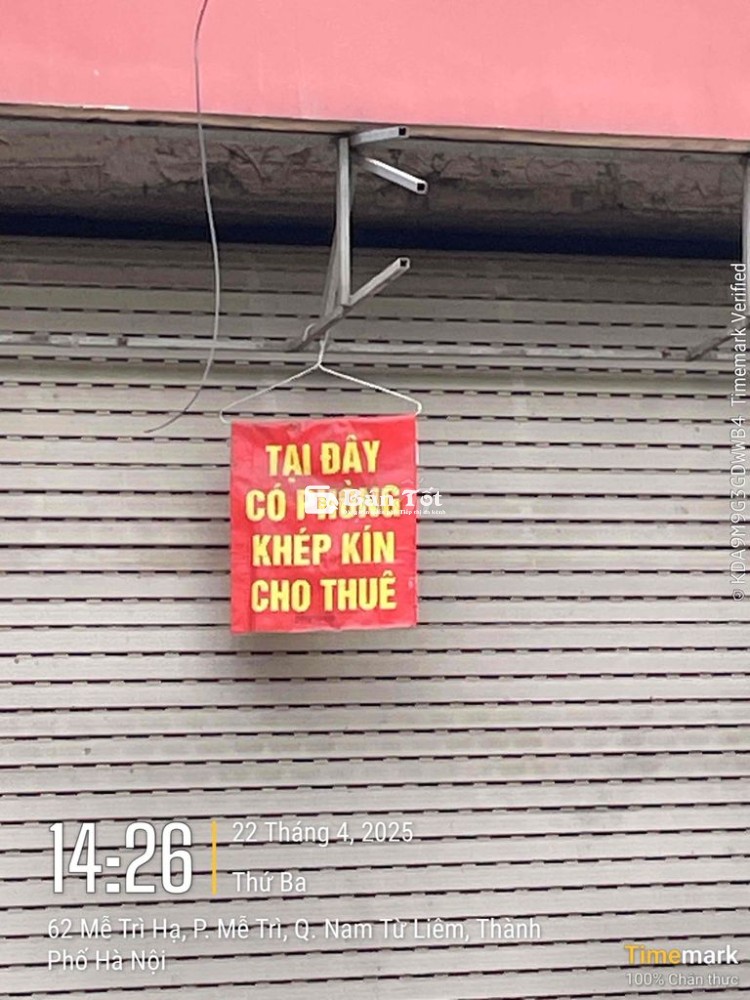 TẠI ĐÂY
CÓ PHÒNG
KHÉP KÍN
CHO THUÊ
Bán Tốt
14:26
22 Tháng 4, 2025
Thứ Ba
62 Mễ Trì Hạ, P. Mễ Trì, Q. Nam Từ Liêm, Thành
Phố Hà Nội
Timemark
100% Chân thực
Timemark Verified